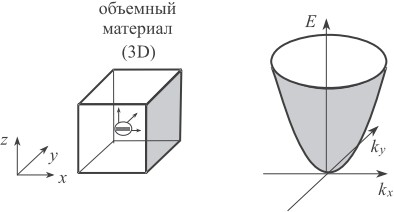 объемный
материал
(3D)
z
y
x
E
k_y
k_x